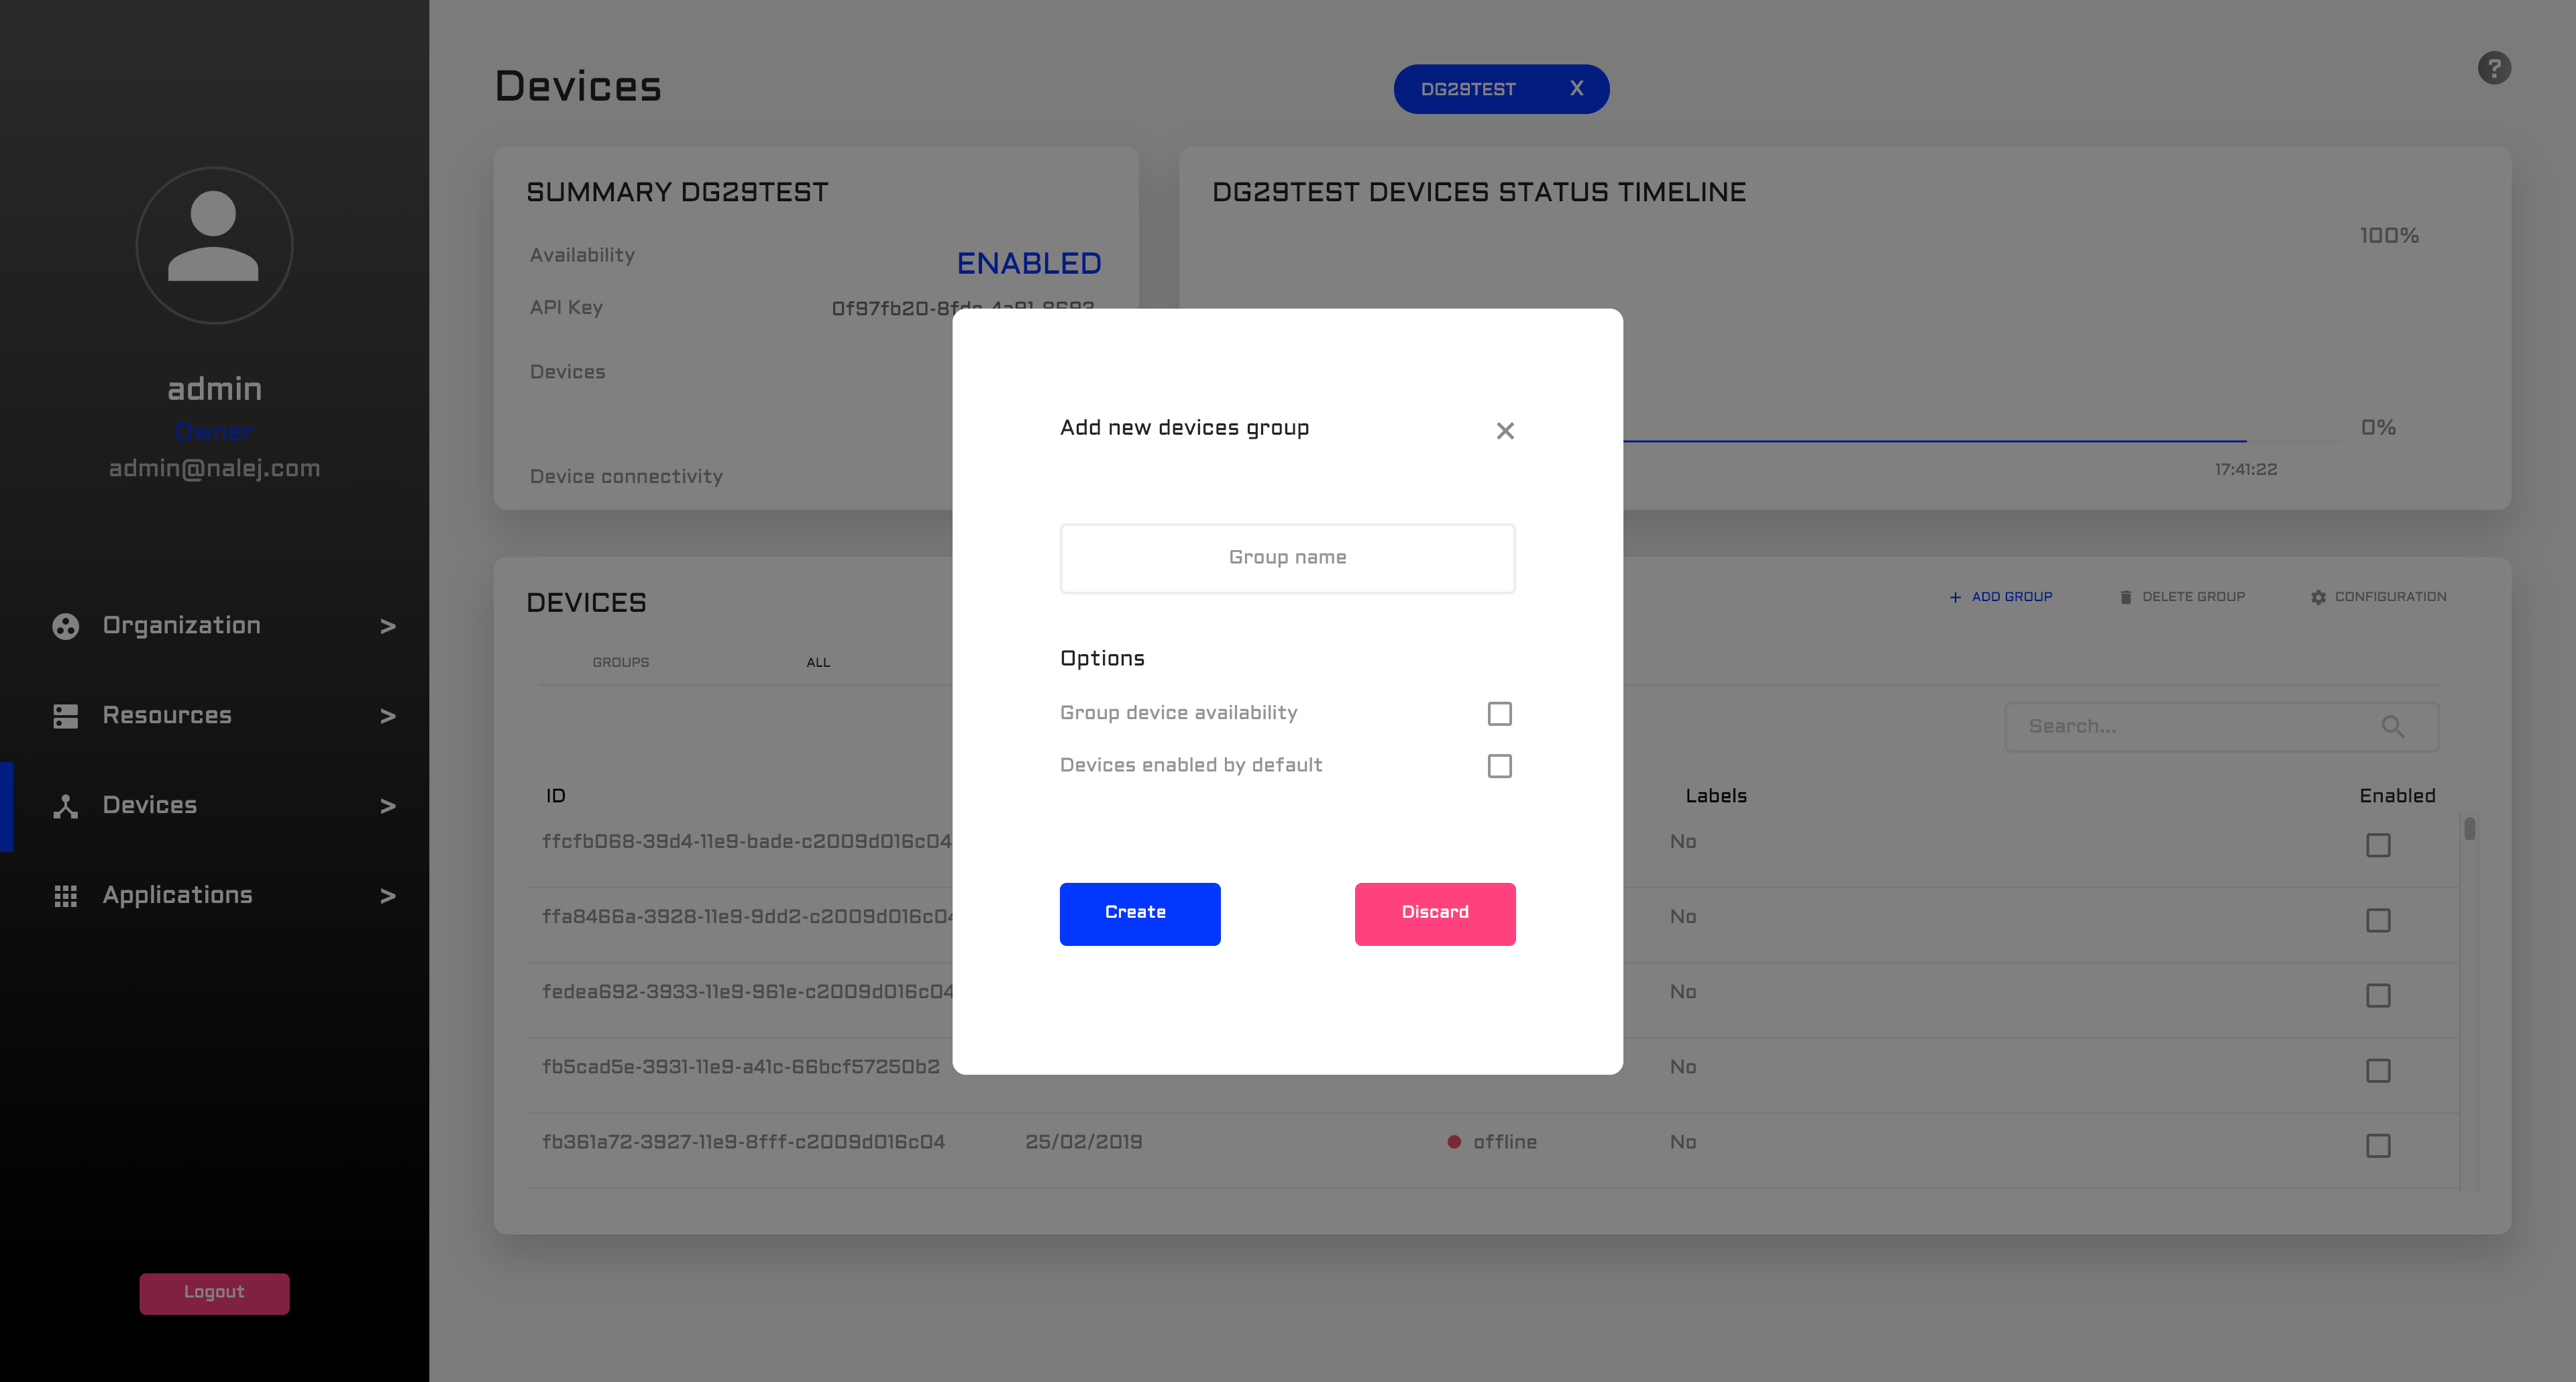 admin
Owner
admin@nalej.com
Organization >
Resources >
Devices >
Applications >
Logout
Devices
DG29TEST X
?
SUMMARY DG29TEST
Availability ENABLED
API Key 0f97fb20-8fdc-4a91-8693
Devices
Device connectivity
DG29TEST DEVICES STATUS TIMELINE
100%
0%
17:41:22
Add new devices group
Group name
Options
Group device availability
Devices enabled by default
Create Discard
DEVICES
+ ADD GROUP DELETE GROUP CONFIGURATION
GROUPS ALL
Search...
ID Labels Enabled
ffcfb068-39d4-11e9-bade-c2009d016c04 No
ffa8466a-3928-11e9-9dd2-c2009d016c04 No
fedea692-3933-11e9-961e-c2009d016c04 No
fb5cad5e-3931-11e9-a41c-66bcf57250b2 No
fb361a72-3927-11e9-8fff-c2009d016c04 25/02/2019 offline No